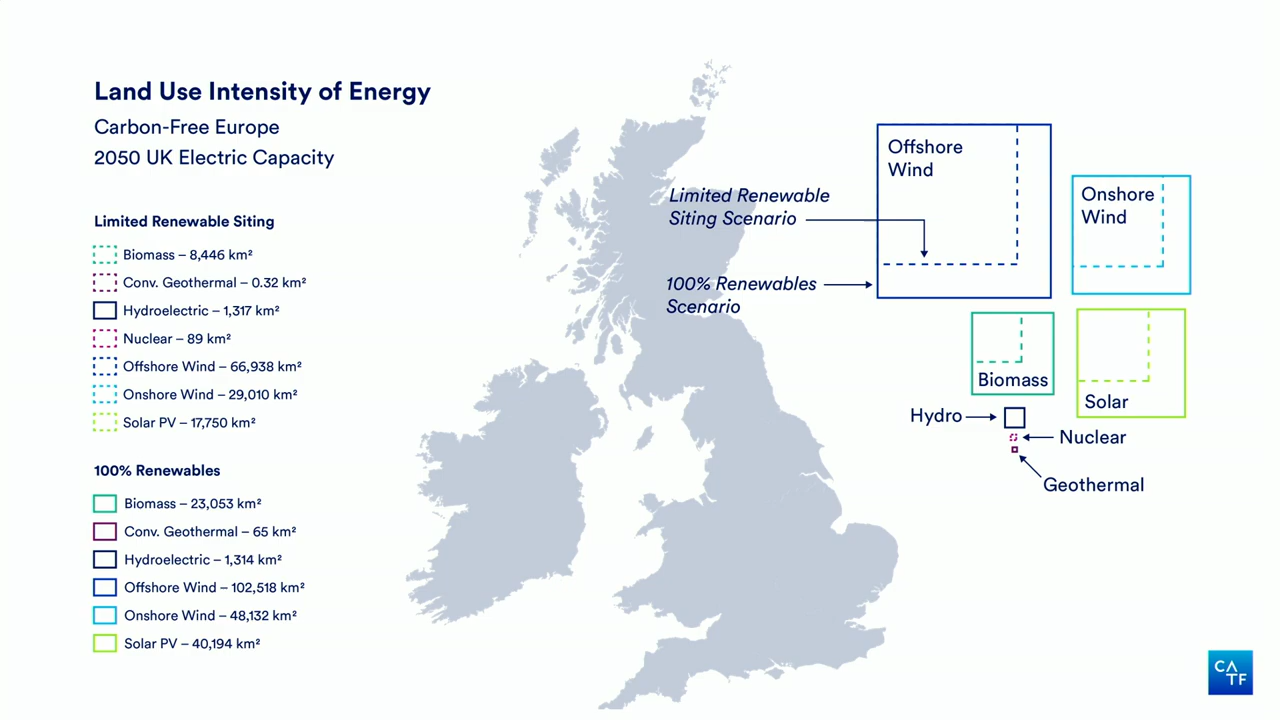 Land Use Intensity of Energy
Carbon-Free Europe
2050 UK Electric Capacity
Limited Renewable Siting
Biomass – 8,446 km²
Conv. Geothermal – 0.32 km²
Hydroelectric – 1,317 km²
Nuclear – 89 km²
Offshore Wind – 66,938 km²
Onshore Wind – 29,010 km²
Solar PV – 17,750 km²
100% Renewables
Biomass – 23,053 km²
Conv. Geothermal – 65 km²
Hydroelectric – 1,314 km²
Offshore Wind – 102,518 km²
Onshore Wind – 48,132 km²
Solar PV – 40,194 km²
Limited Renewable
Siting Scenario
100% Renewables
Scenario
Offshore
Wind
Onshore
Wind
Biomass
Solar
Hydro
Nuclear
Geothermal
CA
TF